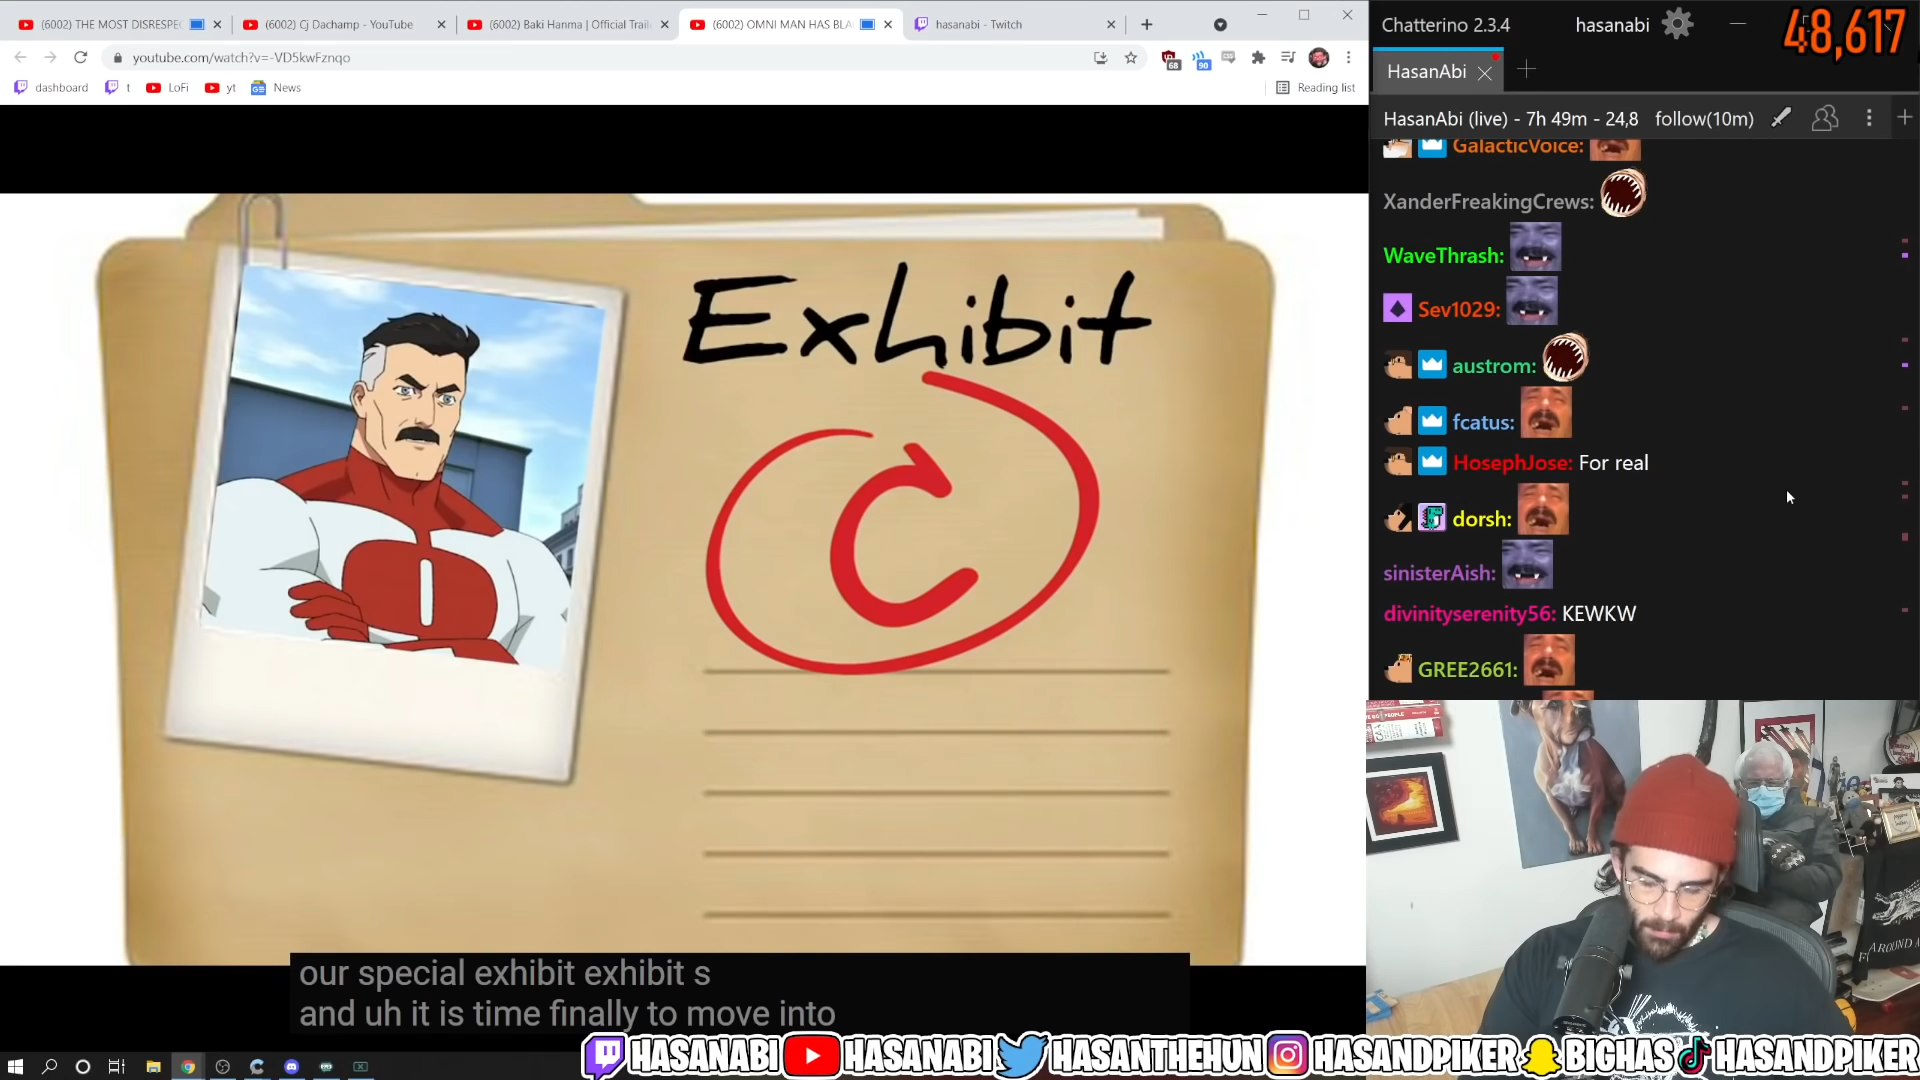 (6002) THE MOST DISRESPEC
(6002) Cj Dachamp - YouTube
(6002) Baki Hanma | Official Trail
(6002) OMNI MAN HAS BLA
hasanabi - Twitch
youtube.com/watch?v=-VD5kwFznqo
68
90
dashboard
t
LoFi
yt
News
Reading list
Exhibit
C
our special exhibit exhibit s
and uh it is time finally to move into
Chatterino 2.3.4
hasanabi
48,617
HasanAbi
HasanAbi (live) - 7h 49m - 24,8
follow(10m)
GalacticVoice:
XanderFreakingCrews:
WaveThrash:
Sev1029:
austrom:
fcatus:
HosephJose: For real
dorsh:
sinisterAish:
divinityserenity56: KEWKW
GREE2661:
AROUND A
HASANABI
HASANABI
HASANTHEHUN
HASANDPIKER
BIGHAS
HASANDPIKER